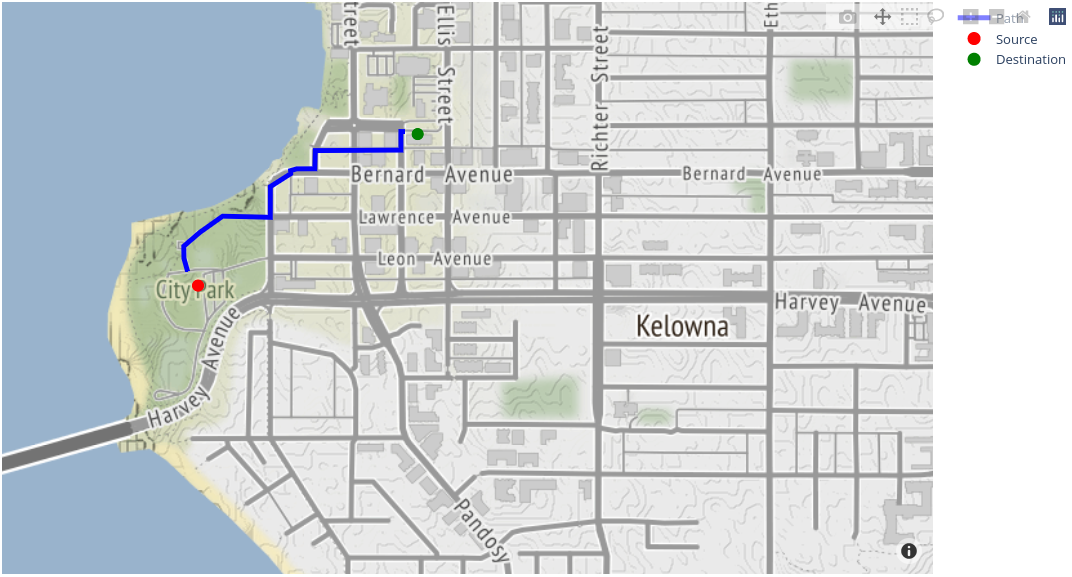 treet
Ellis Street
Richter Street
Eth
Path
Source
Destination
Bernard Avenue
Bernard Avenue
Lawrence Avenue
Leon Avenue
City Park
Harvey Avenue
Kelowna
Harvey Avenue
Pandosy